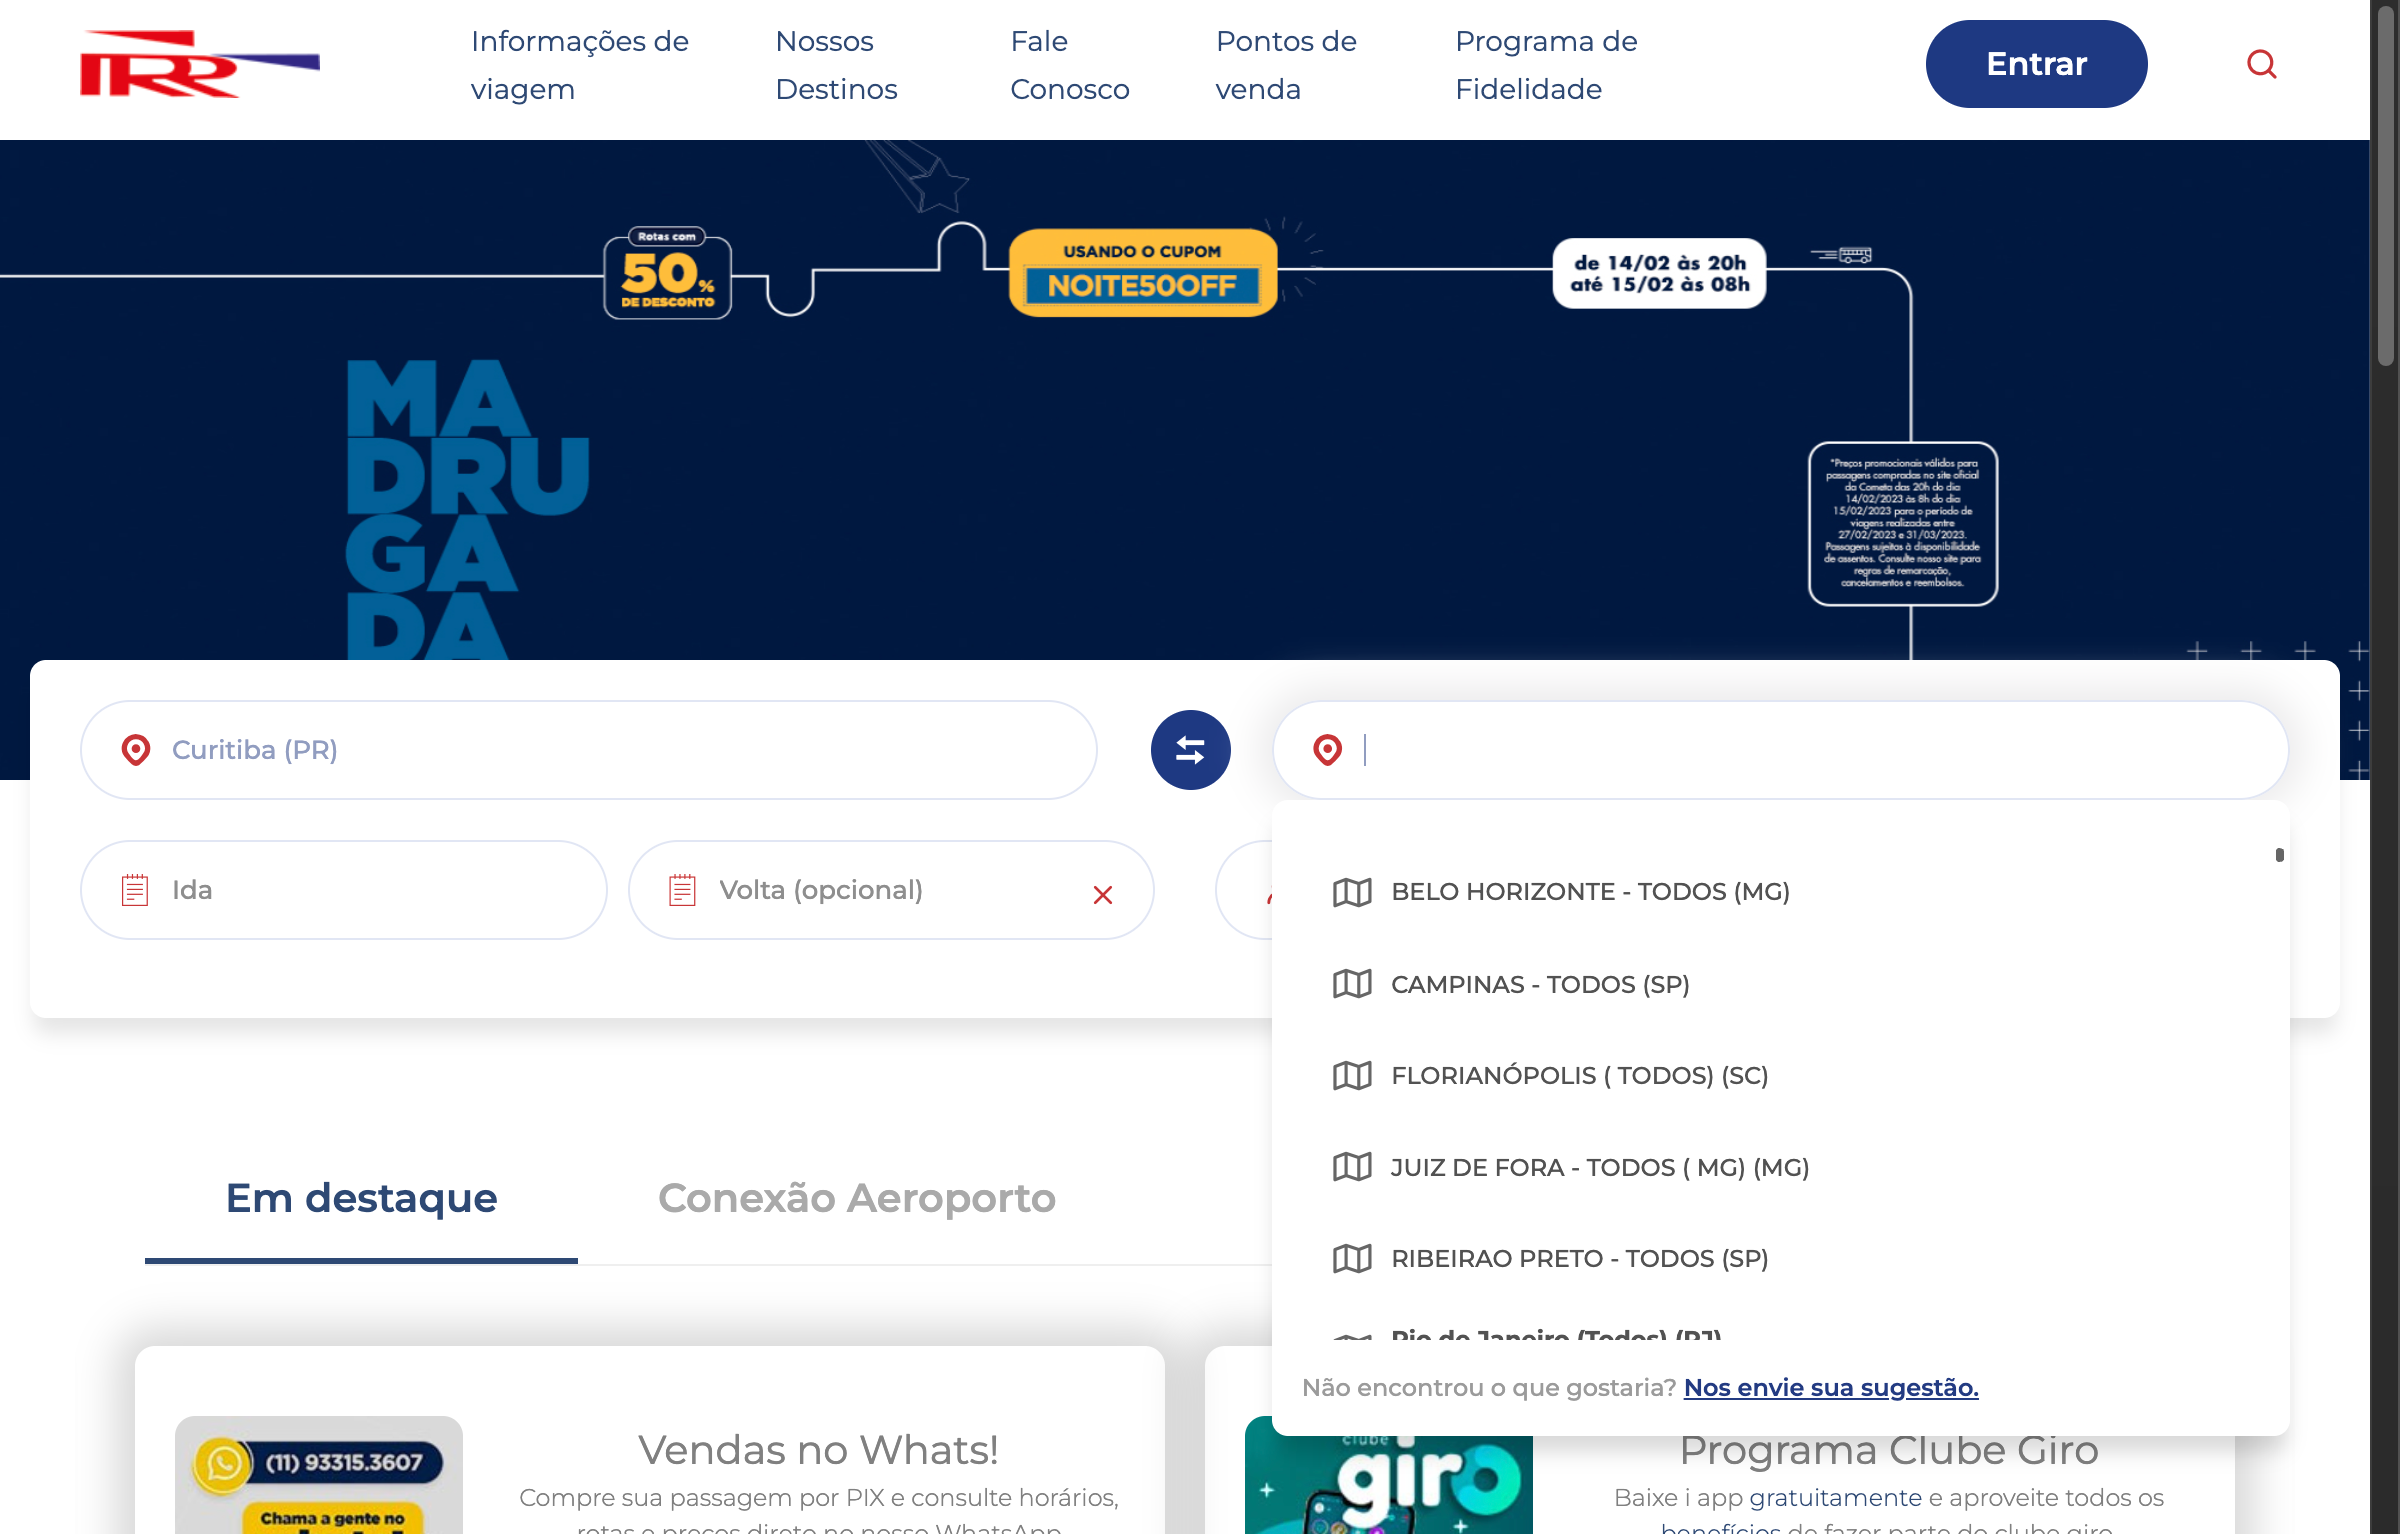 Informações de
viagem
Nossos
Destinos
Fale
Conosco
Pontos de
venda
Programa de
Fidelidade
Entrar
Rotas com
50%
DE DESCONTO
USANDO O CUPOM
NOITE50OFF
de 14/02 às 20h
até 15/02 às 08h
MA
DRU
GA
DA
*Preços promocionais válidos para
passagens compradas no site oficial
da Cometa das 20h do dia
14/02/2023 às 8h do dia
15/02/2023 para o período de
viagens realizadas entre
27/02/2023 e 31/03/2023.
Passagens sujeitas à disponibilidade
de assentos. Consulte nosso site para
regras de remarcação,
cancelamentos e reembolsos.
Curitiba (PR)
Ida
Volta (opcional)
BELO HORIZONTE - TODOS (MG)
CAMPINAS - TODOS (SP)
FLORIANÓPOLIS ( TODOS) (SC)
JUIZ DE FORA - TODOS ( MG) (MG)
RIBEIRAO PRETO - TODOS (SP)
Rio de Janeiro (Todos) (RJ)
Não encontrou o que gostaria? Nos envie sua sugestão.
Em destaque
Conexão Aeroporto
(11) 93315.3607
Chama a gente no
Vendas no Whats!
Compre sua passagem por PIX e consulte horários,
rotas e preços direto no nosso WhatsApp
clube
giro
Programa Clube Giro
Baixe i app gratuitamente e aproveite todos os
benefícios de fazer parte do clube giro